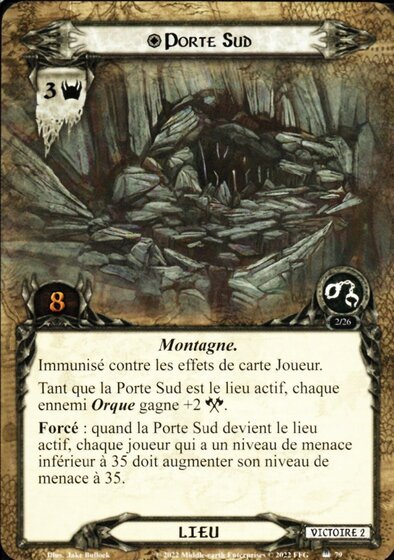 PORTE SUD
3
8
2/26
Montagne.
Immunisé contre les effets de carte Joueur.
Tant que la Porte Sud est le lieu actif, chaque
ennemi Orque gagne +2 .
Forcé : quand la Porte Sud devient le lieu
actif, chaque joueur qui a un niveau de menace
inférieur à 35 doit augmenter son niveau de
menace à 35.
LIEU
VICTOIRE 2
Illus. Jake Bullock
© 2022 Middle-earth Enterprises © 2022 FFG
79